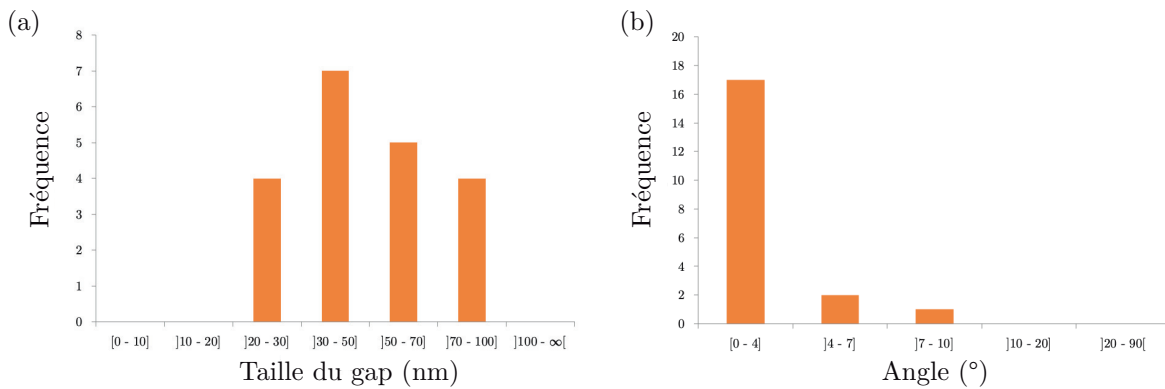 (a)
Fréquence
8
7
6
5
4
3
2
1
0
[0 - 10]
]10 - 20]
]20 - 30]
]30 - 50]
]50 - 70]
]70 - 100]
]100 - ∞[
Taille du gap (nm)
(b)
Fréquence
20
18
16
14
12
10
8
6
4
2
0
[0 - 4]
]4 - 7]
]7 - 10]
]10 - 20]
]20 - 90[
Angle (°)